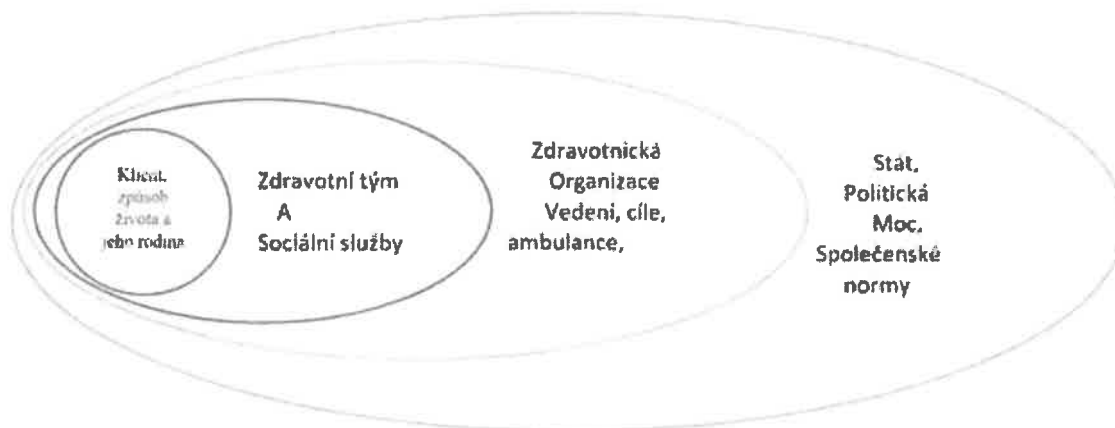 Klient,
způsob
života a
jeho rodina
Zdravotní tým
A
Sociální služby
Zdravotnická
Organizace
Vedení, cíle,
ambulance,
Stát,
Politická
Moc,
Společenské
normy